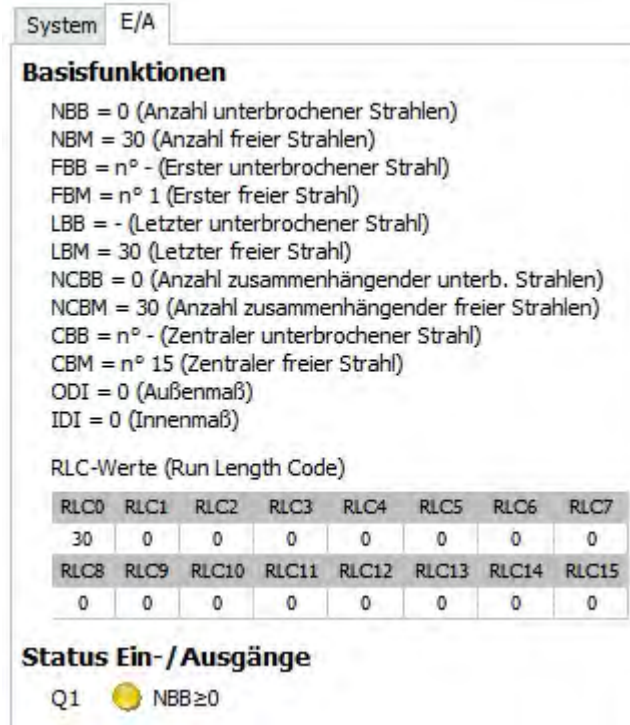 System E/A
Basisfunktionen
NBB = 0 (Anzahl unterbrochener Strahlen)
NBM = 30 (Anzahl freier Strahlen)
FBB = n° - (Erster unterbrochener Strahl)
FBM = n° 1 (Erster freier Strahl)
LBB = - (Letzter unterbrochener Strahl)
LBM = 30 (Letzter freier Strahl)
NCBB = 0 (Anzahl zusammenhängender unterb. Strahlen)
NCBM = 30 (Anzahl zusammenhängender freier Strahlen)
CBB = n° - (Zentraler unterbrochener Strahl)
CBM = n° 15 (Zentraler freier Strahl)
ODI = 0 (Außenmaß)
IDI = 0 (Innenmaß)
RLC-Werte (Run Length Code)
RLC0 RLC1 RLC2 RLC3 RLC4 RLC5 RLC6 RLC7
30 0 0 0 0 0 0 0
RLC8 RLC9 RLC10 RLC11 RLC12 RLC13 RLC14 RLC15
0 0 0 0 0 0 0 0
Status Ein-/Ausgänge
Q1 NBB≥0